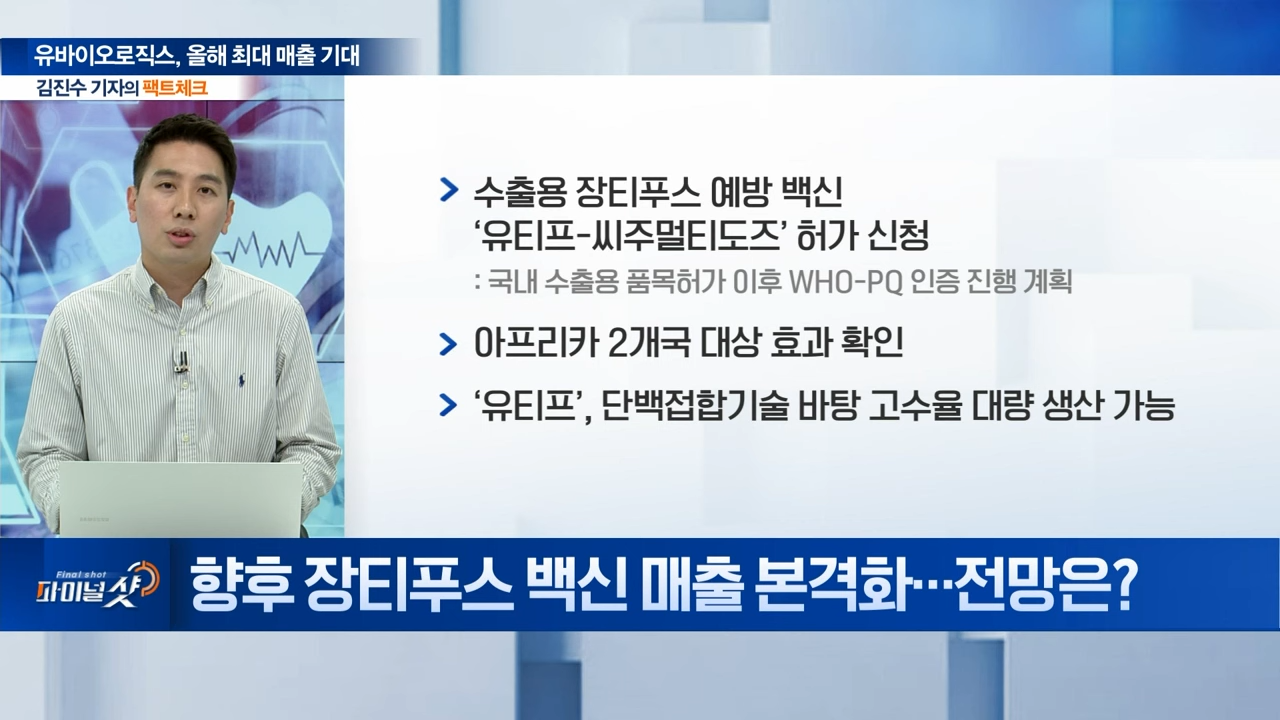 유바이오로직스, 올해 최대 매출 기대
김진수 기자의 팩트체크
수출용 장티푸스 예방 백신
‘유티프-씨주멀티도즈’ 허가 신청
: 국내 수출용 품목허가 이후 WHO-PQ 인증 진행 계획
아프리카 2개국 대상 효과 확인
‘유티프’, 단백접합기술 바탕 고수율 대량 생산 가능
SAMSUNG
Final shot
파이널샷
향후 장티푸스 백신 매출 본격화…전망은?